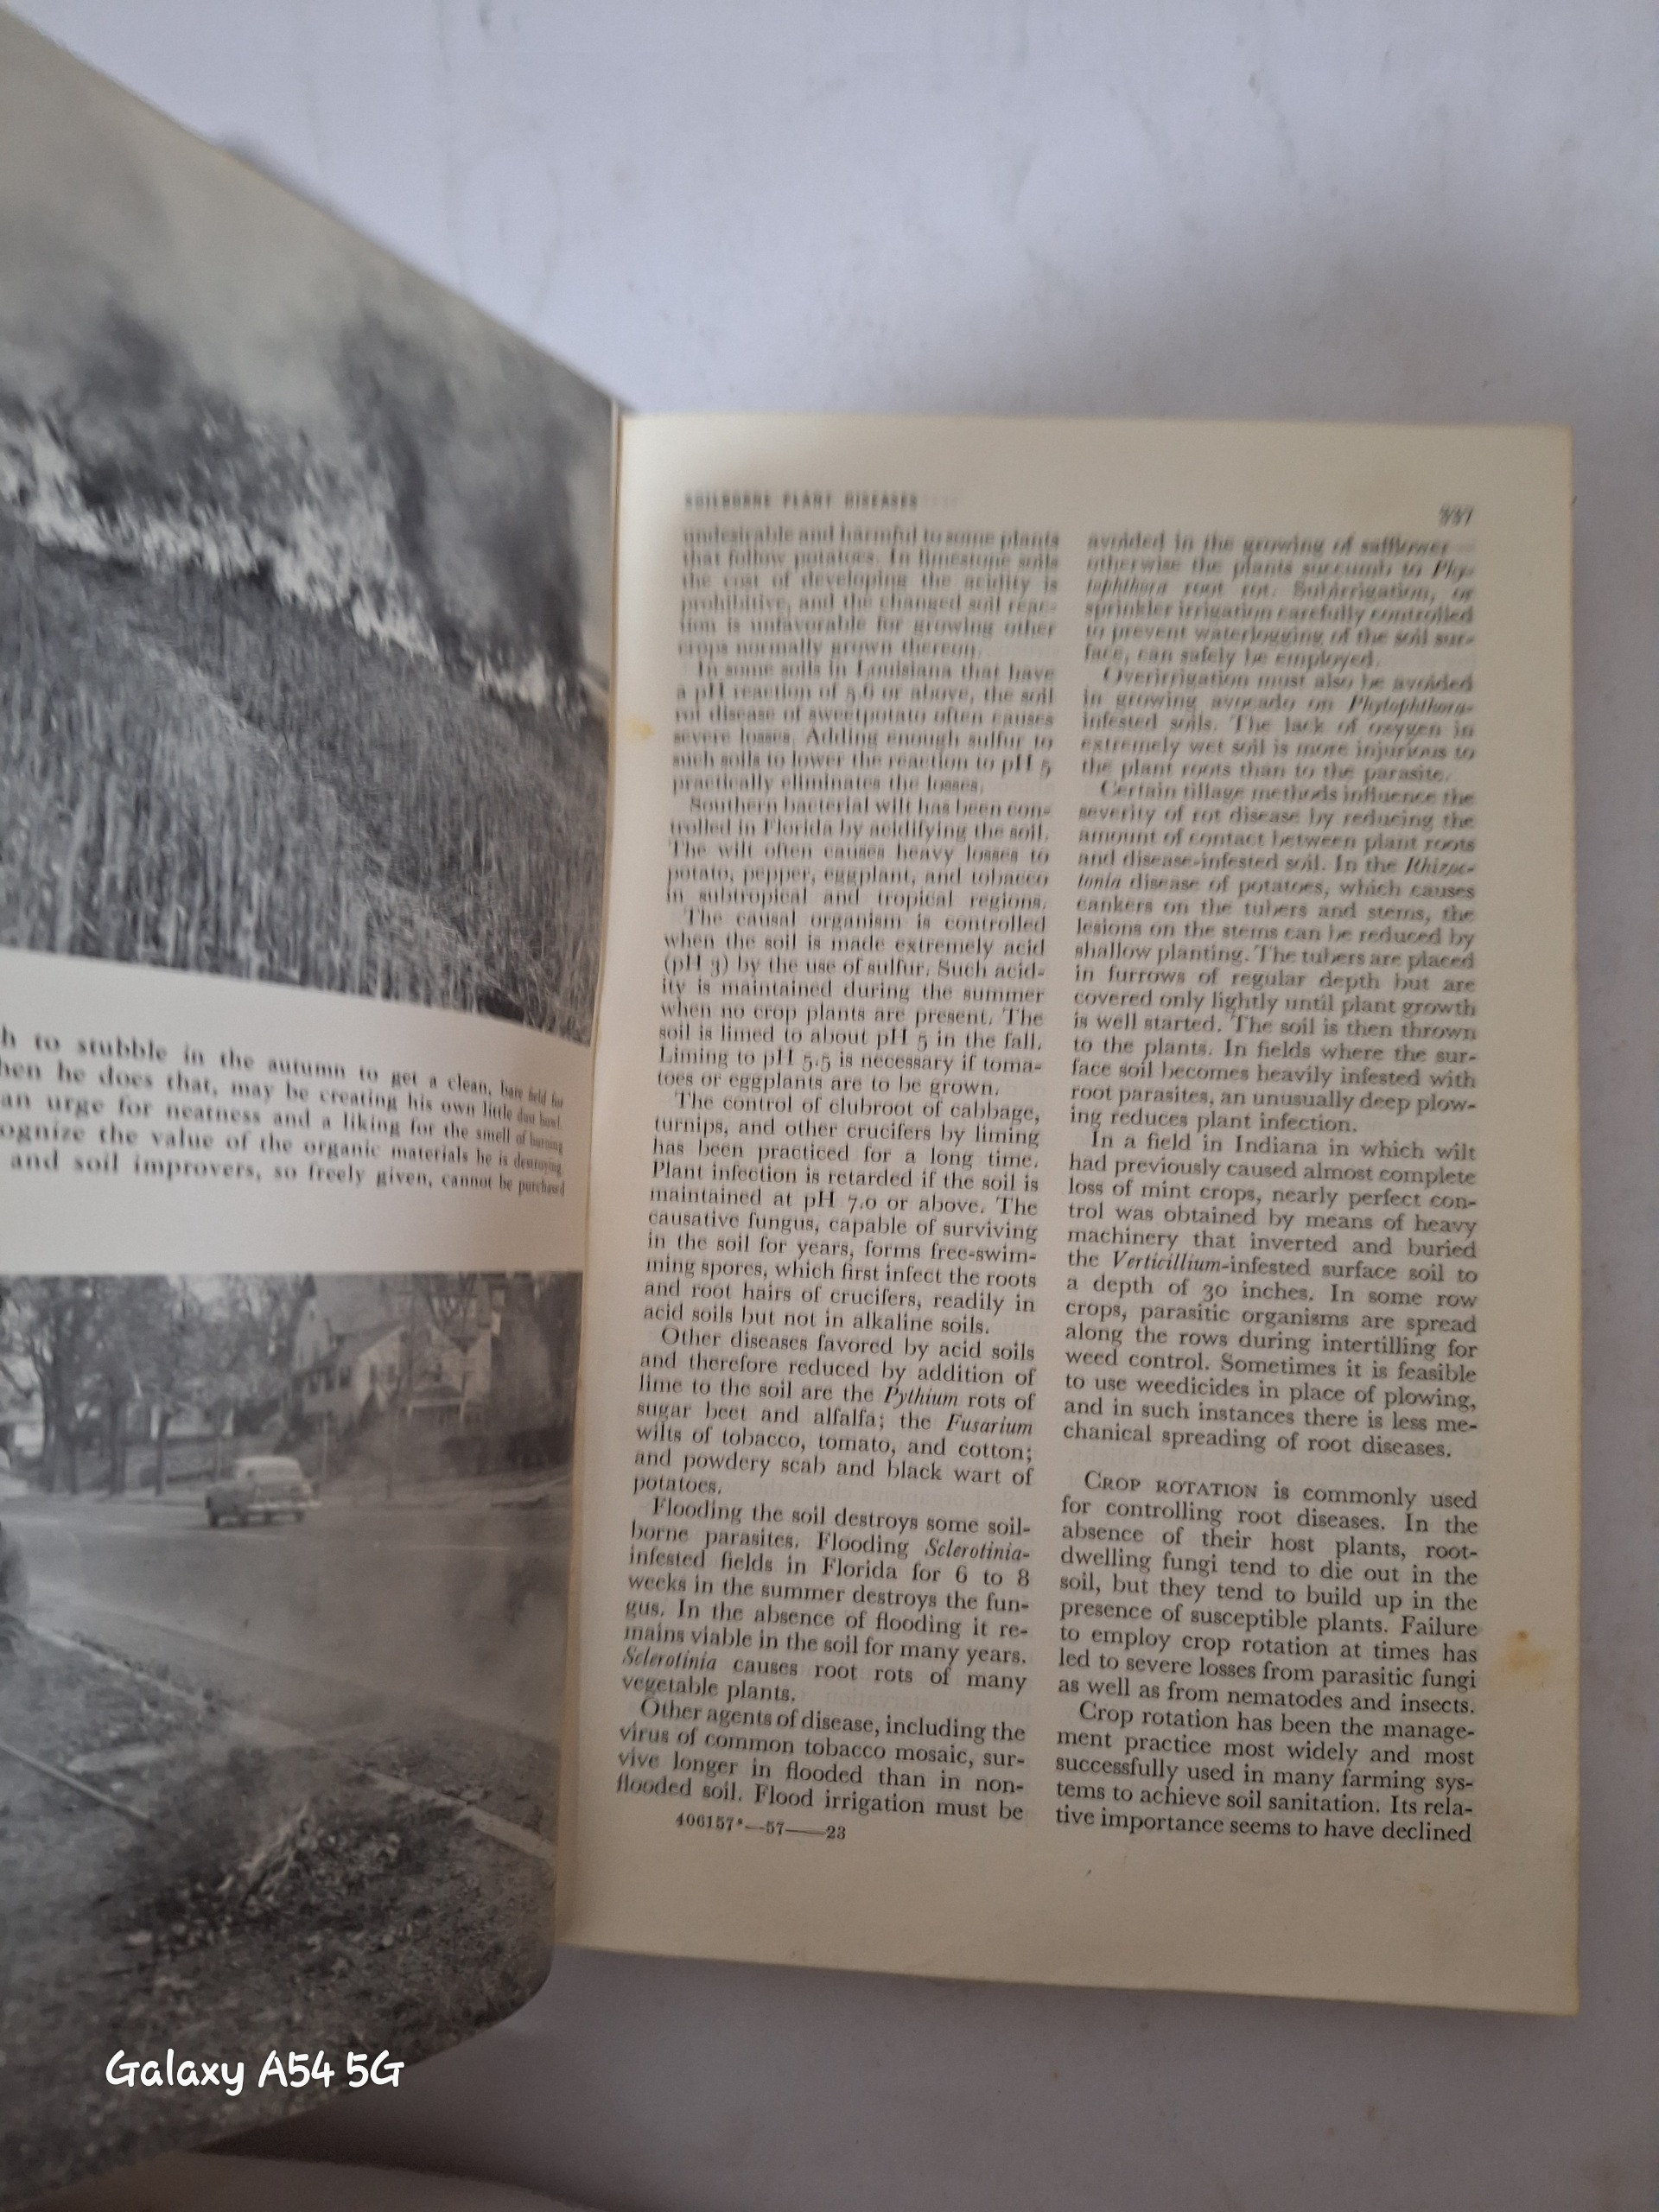 h to stubble in the autumn to get a clean, bare field for
hen he does that, may be creating his own little dust bowl.
an urge for neatness and a liking for the smell of burning
ognize the value of the organic materials he is destroying.
and soil improvers, so freely given, cannot be purchased
SOILBORNE PLANT DISEASES
undesirable and harmful to some plants
that follow potatoes. In limestone soils
the cost of developing the acidity is
prohibitive, and the changed soil reac-
tion is unfavorable for growing other
crops normally grown thereon.
In some soils in Louisiana that have
a pH reaction of 5.6 or above, the soil
rot disease of sweetpotato often causes
severe losses. Adding enough sulfur to
such soils to lower the reaction to pH 5
practically eliminates the losses.
Southern bacterial wilt has been con-
trolled in Florida by acidifying the soil.
The wilt often causes heavy losses to
potato, pepper, eggplant, and tobacco
in subtropical and tropical regions.
The causal organism is controlled
when the soil is made extremely acid
(pH 3) by the use of sulfur. Such acid-
ity is maintained during the summer
when no crop plants are present. The
soil is limed to about pH 5 in the fall.
Liming to pH 5.5 is necessary if toma-
toes or eggplants are to be grown.
The control of clubroot of cabbage,
turnips, and other crucifers by liming
has been practiced for a long time.
Plant infection is retarded if the soil is
maintained at pH 7.0 or above. The
causative fungus, capable of surviving
in the soil for years, forms free-swim-
ming spores, which first infect the roots
and root hairs of crucifers, readily in
acid soils but not in alkaline soils.
Other diseases favored by acid soils
and therefore reduced by addition of
lime to the soil are the Pythium rots of
sugar beet and alfalfa; the Fusarium
wilts of tobacco, tomato, and cotton;
and powdery scab and black wart of
potatoes.
Flooding the soil destroys some soil-
borne parasites. Flooding Sclerotinia-
infested fields in Florida for 6 to 8
weeks in the summer destroys the fun-
gus. In the absence of flooding it re-
mains viable in the soil for many years.
Sclerotinia causes root rots of many
vegetable plants.
Other agents of disease, including the
virus of common tobacco mosaic, sur-
vive longer in flooded than in non-
flooded soil. Flood irrigation must be
406157°—57——23
avoided in the growing of safflower—
otherwise the plants succumb to Phy-
tophthora root rot. Subirrigation, or
sprinkler irrigation carefully controlled
to prevent waterlogging of the soil sur-
face, can safely be employed.
Overirrigation must also be avoided
in growing avocado on Phytophthora-
infested soils. The lack of oxygen in
extremely wet soil is more injurious to
the plant roots than to the parasite.
Certain tillage methods influence the
severity of rot disease by reducing the
amount of contact between plant roots
and disease-infested soil. In the Rhizoc-
tonia disease of potatoes, which causes
cankers on the tubers and stems, the
lesions on the stems can be reduced by
shallow planting. The tubers are placed
in furrows of regular depth but are
covered only lightly until plant growth
is well started. The soil is then thrown
to the plants. In fields where the sur-
face soil becomes heavily infested with
root parasites, an unusually deep plow-
ing reduces plant infection.
In a field in Indiana in which wilt
had previously caused almost complete
loss of mint crops, nearly perfect con-
trol was obtained by means of heavy
machinery that inverted and buried
the Verticillium-infested surface soil to
a depth of 30 inches. In some row
crops, parasitic organisms are spread
along the rows during intertilling for
weed control. Sometimes it is feasible
to use weedicides in place of plowing,
and in such instances there is less me-
chanical spreading of root diseases.
CROP ROTATION is commonly used
for controlling root diseases. In the
absence of their host plants, root-
dwelling fungi tend to die out in the
soil, but they tend to build up in the
presence of susceptible plants. Failure
to employ crop rotation at times has
led to severe losses from parasitic fungi
as well as from nematodes and insects.
Crop rotation has been the manage-
ment practice most widely and most
successfully used in many farming sys-
tems to achieve soil sanitation. Its rela-
tive importance seems to have declined
Galaxy A54 5G